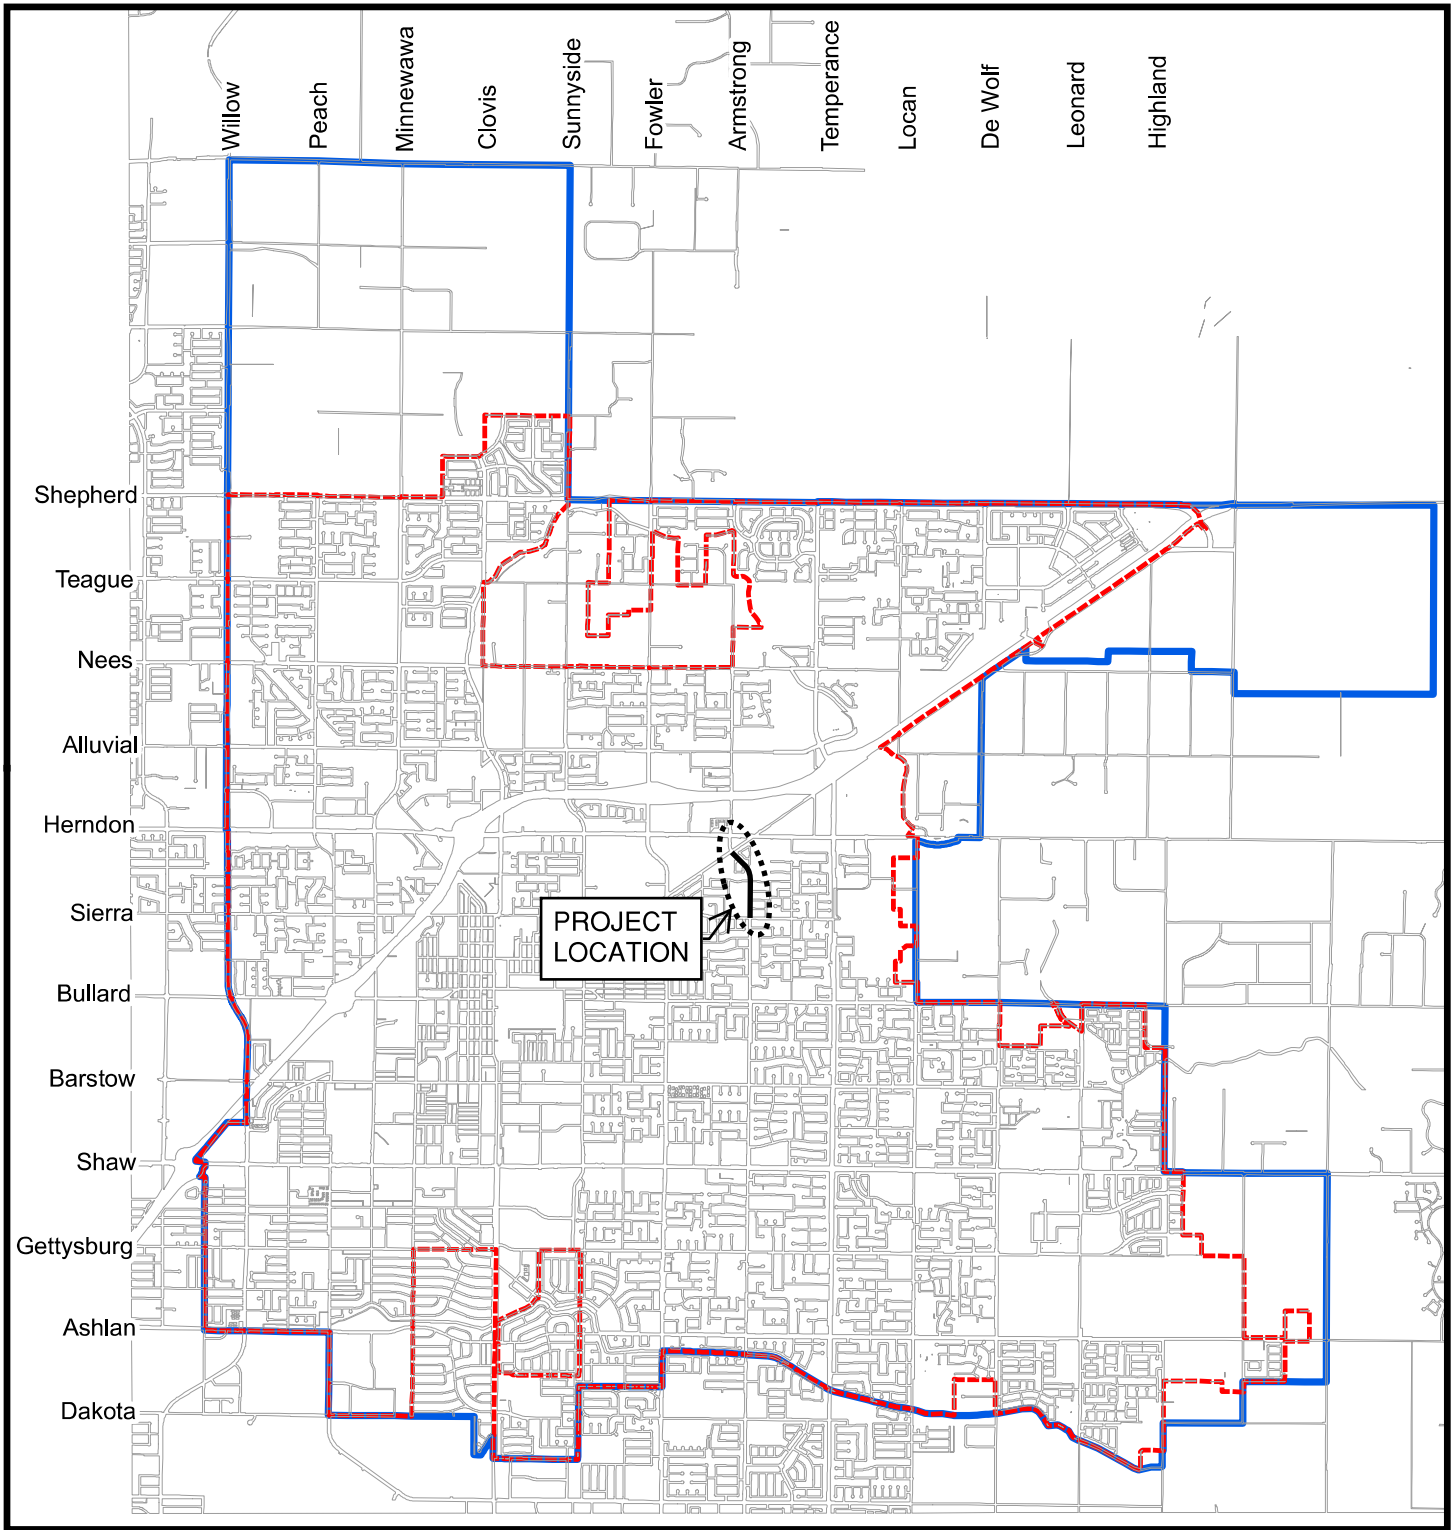 Willow
Peach
Minnewawa
Clovis
Sunnyside
Fowler
Armstrong
Temperance
Locan
De Wolf
Leonard
Highland
Shepherd
Teague
Nees
Alluvial
Herndon
Sierra
Bullard
Barstow
Shaw
Gettysburg
Ashlan
Dakota
PROJECT
LOCATION